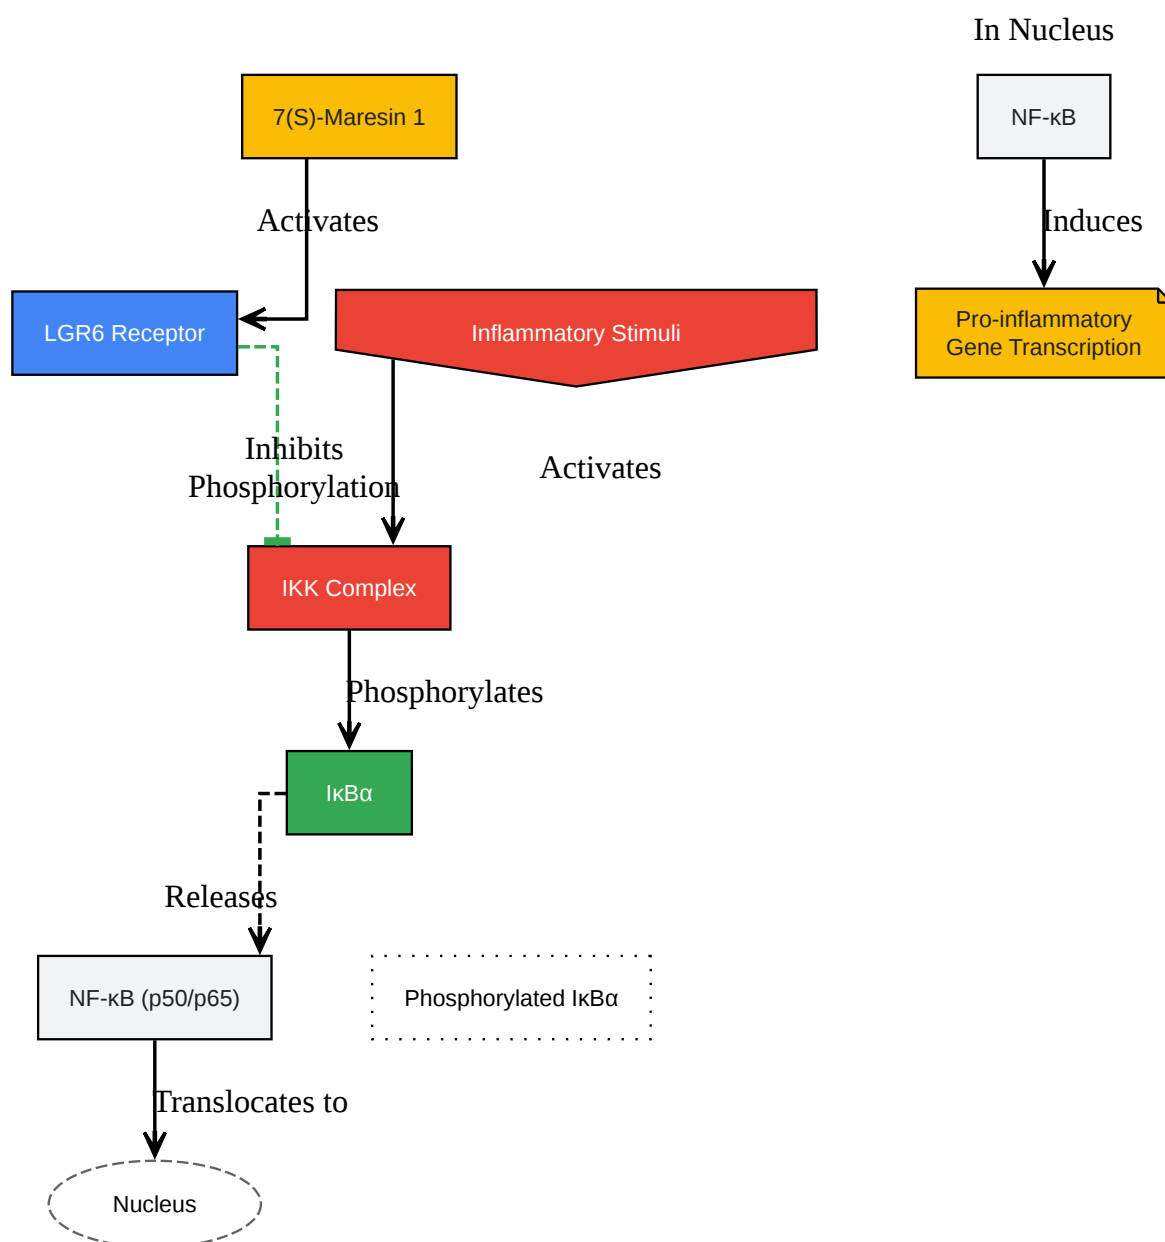 In Nucleus
7(S)-Maresin 1
NF-κB
Activates
Induces
LGR6 Receptor
Inflammatory Stimuli
Pro-inflammatory
Gene Transcription
Inhibits
Phosphorylation
Activates
IKK Complex
Phosphorylates
IκBα
Releases
NF-κB (p50/p65)
Phosphorylated IκBα
Translocates to
Nucleus